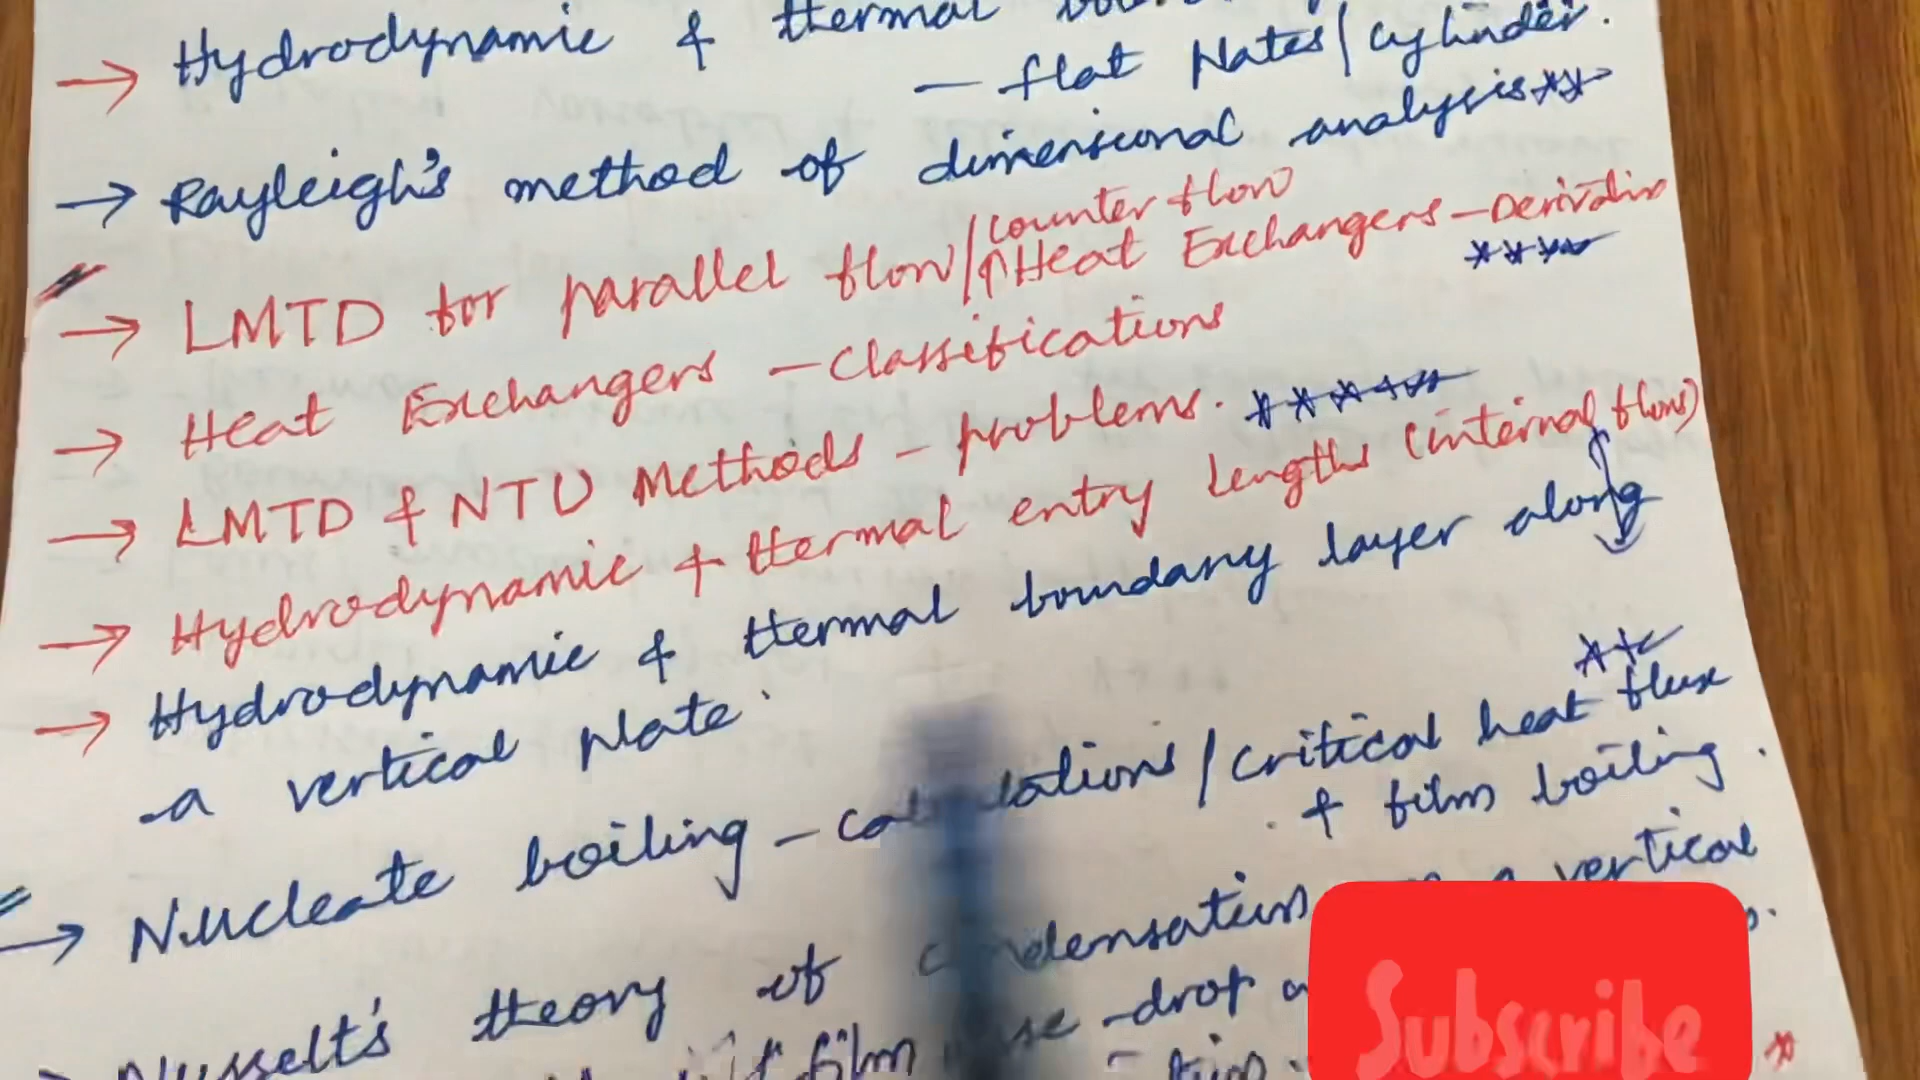 → Hydrodynamic & thermal
— flat Plates/cylinder.
→ Rayleigh's method of dimensional analysis **
→ LMTD for parallel flow/counter flow Heat Exchangers — Derivation ****
→ Heat Exchangers — Classifications
→ LMTD & NTU Methods — problems. ******
→ Hydrodynamic & thermal entry lengths (internal flow)
→ Hydrodynamic & thermal boundary layer along
a vertical plate.
→ Nucleate boiling — /critical heat flux **
& film boiling.
Nusselt's theory of condensation vertical
film drop
Subscribe